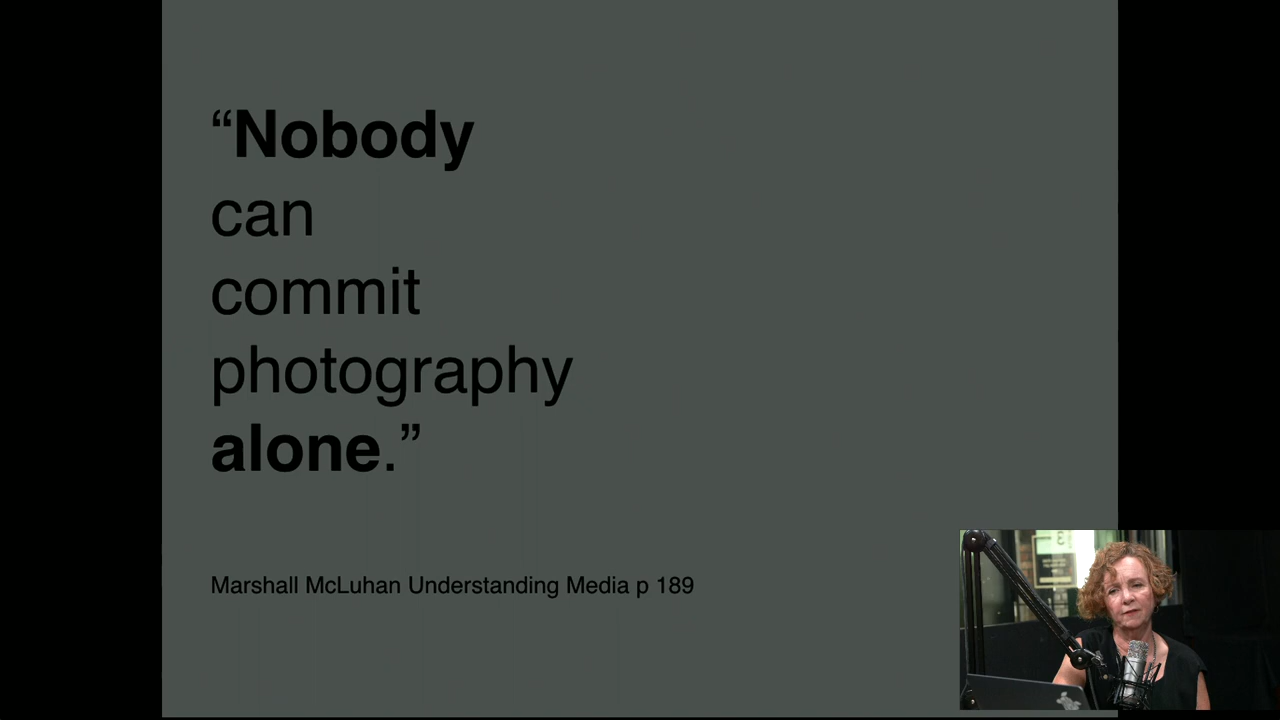 “Nobody
can
commit
photography
alone.”
Marshall McLuhan Understanding Media p 189